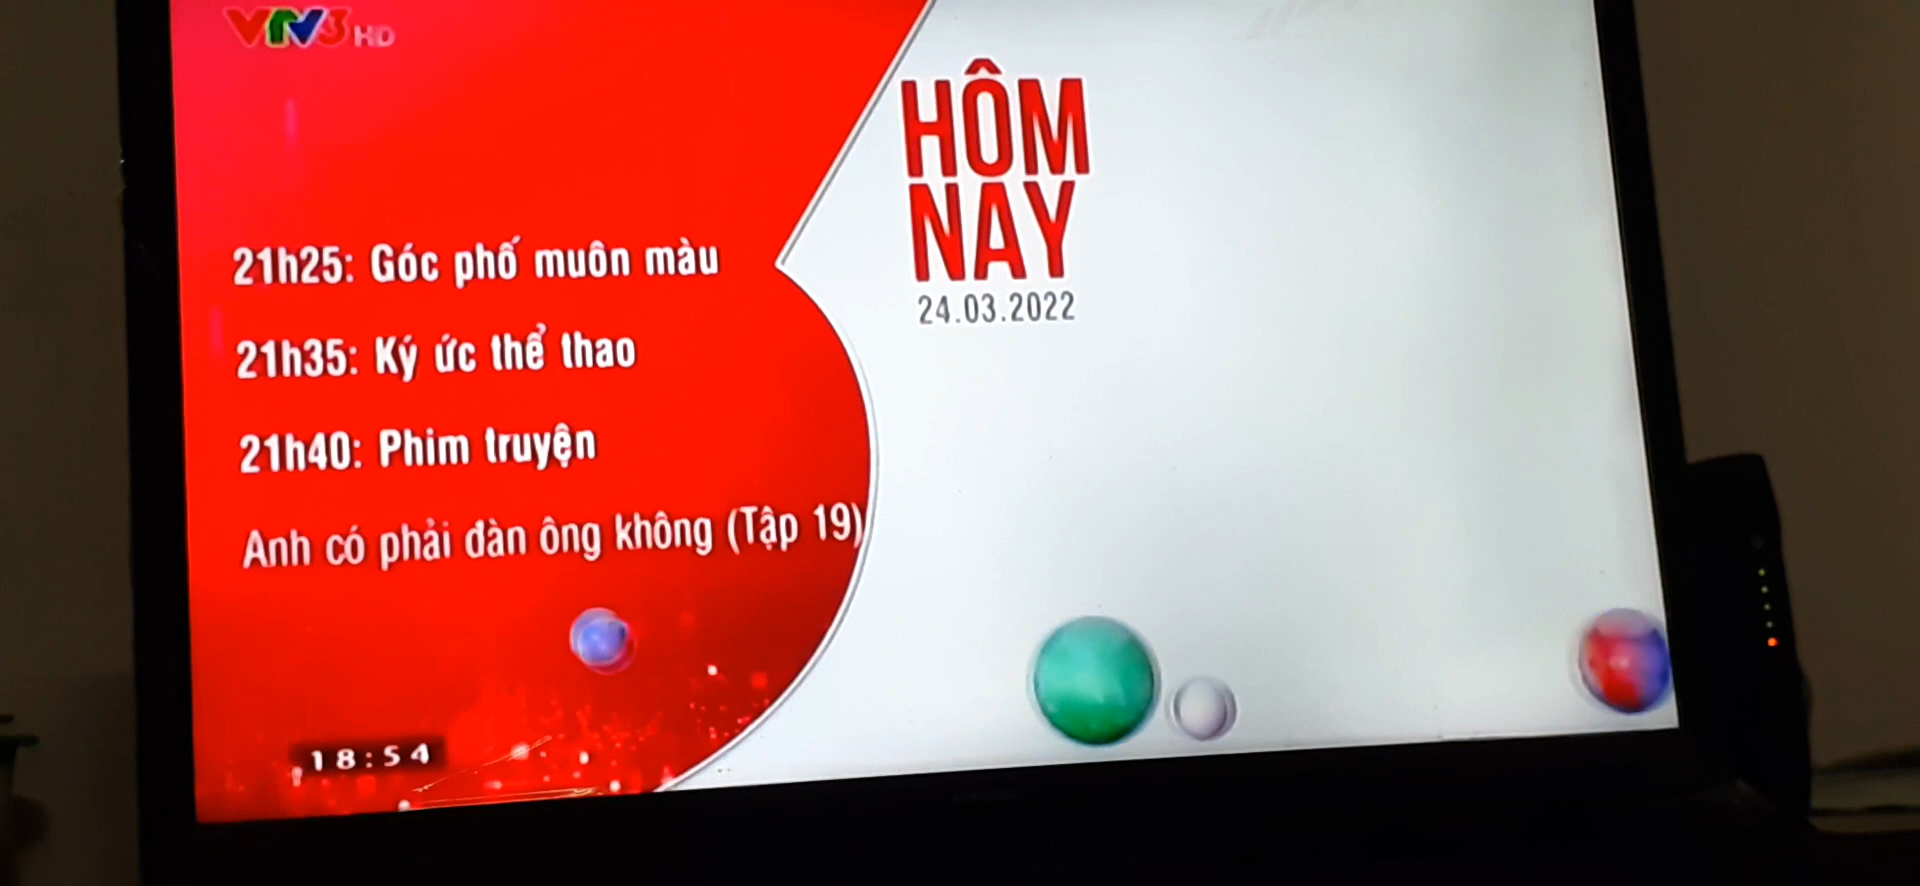 VTV3 HD
HÔM
NAY
24.03.2022
21h25: Góc phố muôn màu
21h35: Ký ức thể thao
21h40: Phim truyện
Anh có phải đàn ông không (Tập 19)
18:54